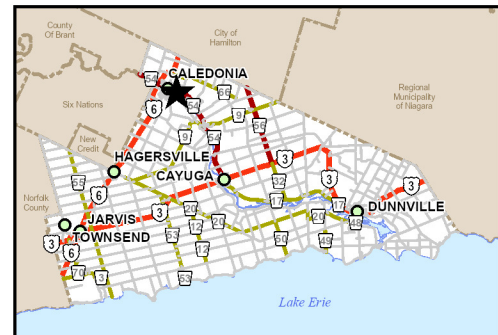 County
Of Brant
City of
Hamilton
CALEDONIA
54
66
Six Nations
6
54
9
56
Regional
Municipality
of Niagara
New
Credit
9
HAGERSVILLE
3
3
CAYUGA
32
3
55
6
17
17
DUNNVILLE
Norfolk
County
3
20
20
48
JARVIS
TOWNSEND
53
12
20
3
6
12
50
49
70
3
53
Lake Erie